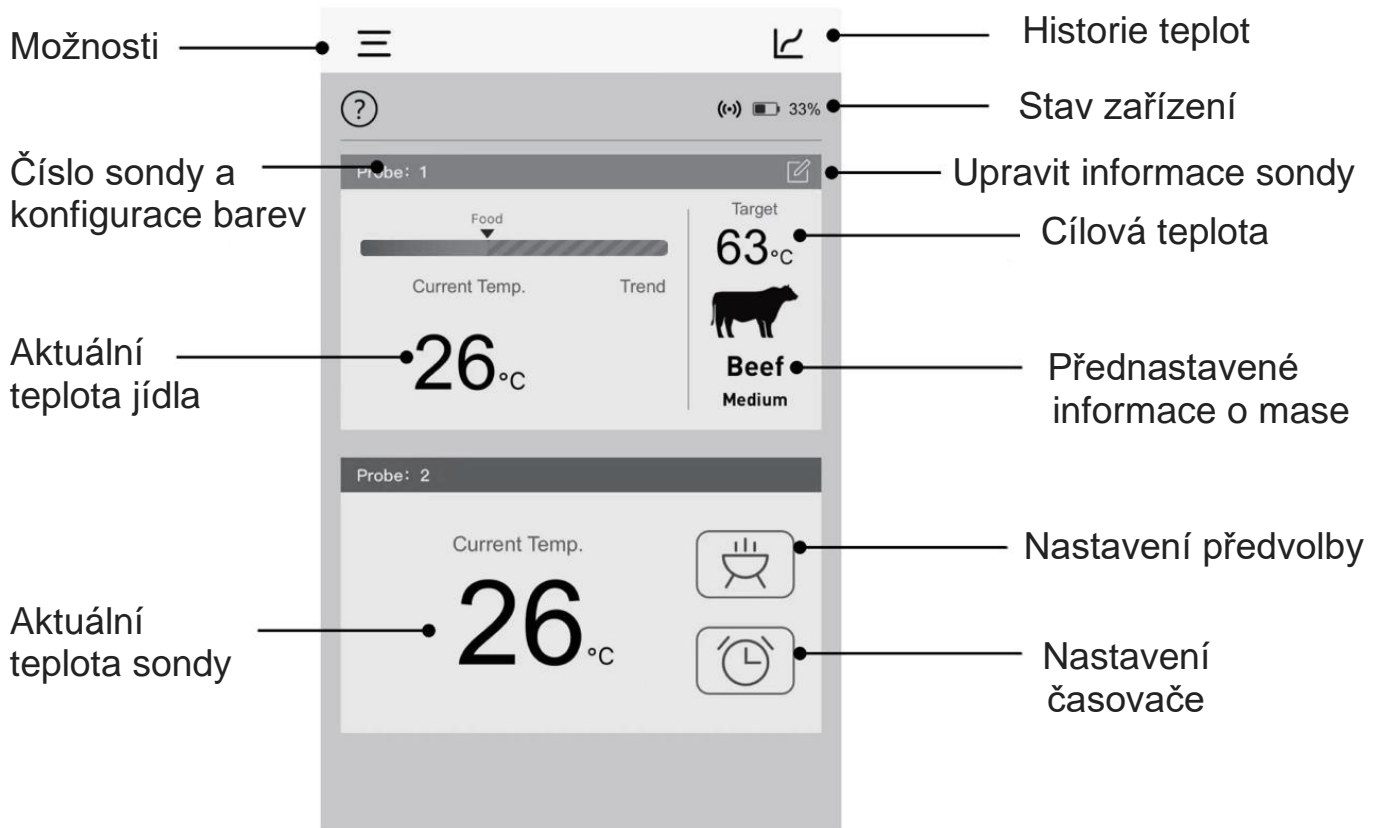 Možnosti
Historie teplot
?
33%
Stav zařízení
Číslo sondy a
konfigurace barev
Probe: 1
Upravit informace sondy
Food
Target
63°C
Cílová teplota
Current Temp.
Trend
Aktuální
teplota jídla
26°C
Beef
Medium
Přednastavené
informace o mase
Probe: 2
Current Temp.
Nastavení předvolby
Aktuální
teplota sondy
26°C
Nastavení
časovače